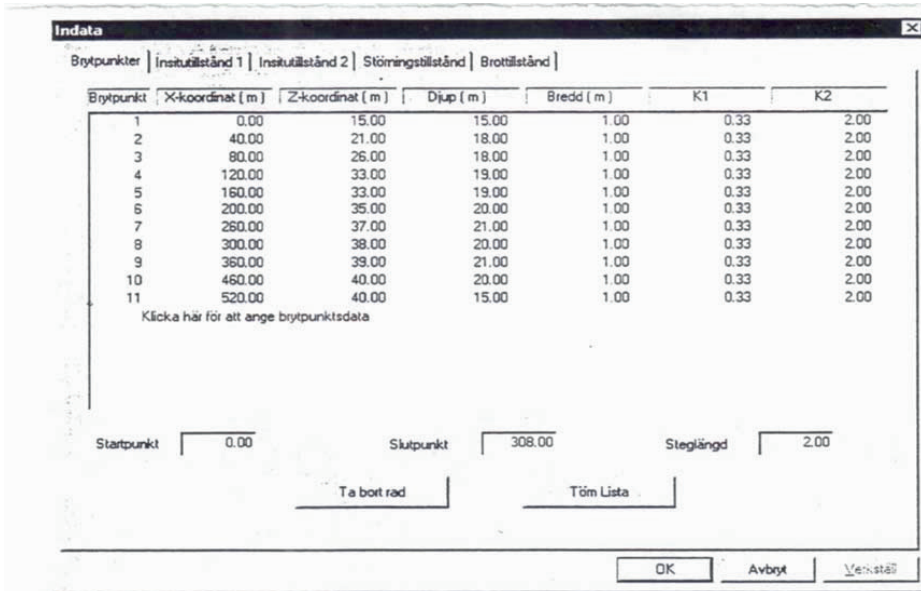 Indata
Brytpunkter Insitutillstånd 1 Insitutillstånd 2 Störningstillstånd Brottillstånd
Brytpunkt X-koordinat ( m ) Z-koordinat ( m ) Djup ( m ) Bredd ( m ) K1 K2
1 0.00 15.00 15.00 1.00 0.33 2.00
2 40.00 21.00 18.00 1.00 0.33 2.00
3 80.00 26.00 18.00 1.00 0.33 2.00
4 120.00 33.00 19.00 1.00 0.33 2.00
5 160.00 33.00 19.00 1.00 0.33 2.00
6 200.00 35.00 20.00 1.00 0.33 2.00
7 260.00 37.00 21.00 1.00 0.33 2.00
8 300.00 38.00 20.00 1.00 0.33 2.00
9 360.00 39.00 21.00 1.00 0.33 2.00
10 460.00 40.00 20.00 1.00 0.33 2.00
11 520.00 40.00 15.00 1.00 0.33 2.00
Klicka här för att ange brytpunktsdata
Startpunkt 0.00 Slutpunkt 308.00 Steglängd 2.00
Ta bort rad Töm Lista
OK Avbryt Verkställ